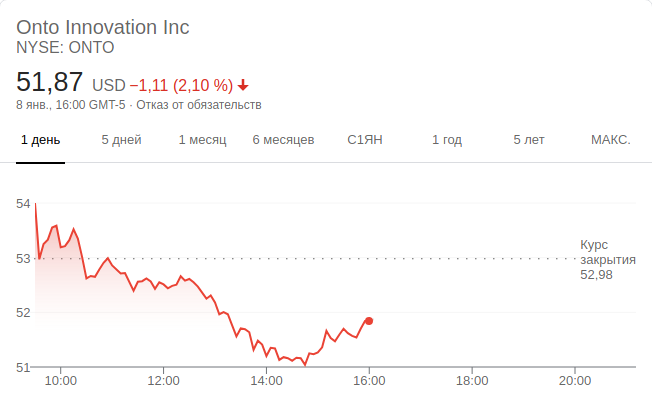 Onto Innovation Inc
NYSE: ONTO
51,87 USD −1,11 (2,10 %)
8 янв., 16:00 GMT-5 · Отказ от обязательств
1 день 5 дней 1 месяц 6 месяцев С1ЯН 1 год 5 лет МАКС.
54
Курс
закрытия
52,98
53
52
51
10:00 12:00 14:00 16:00 18:00 20:00